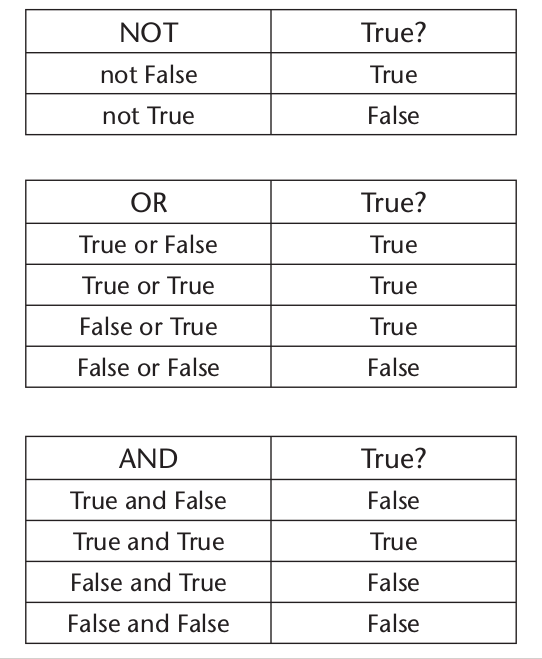 NOT True?
not False True
not True False
OR True?
True or False True
True or True True
False or True True
False or False False
AND True?
True and False False
True and True True
False and True False
False and False False